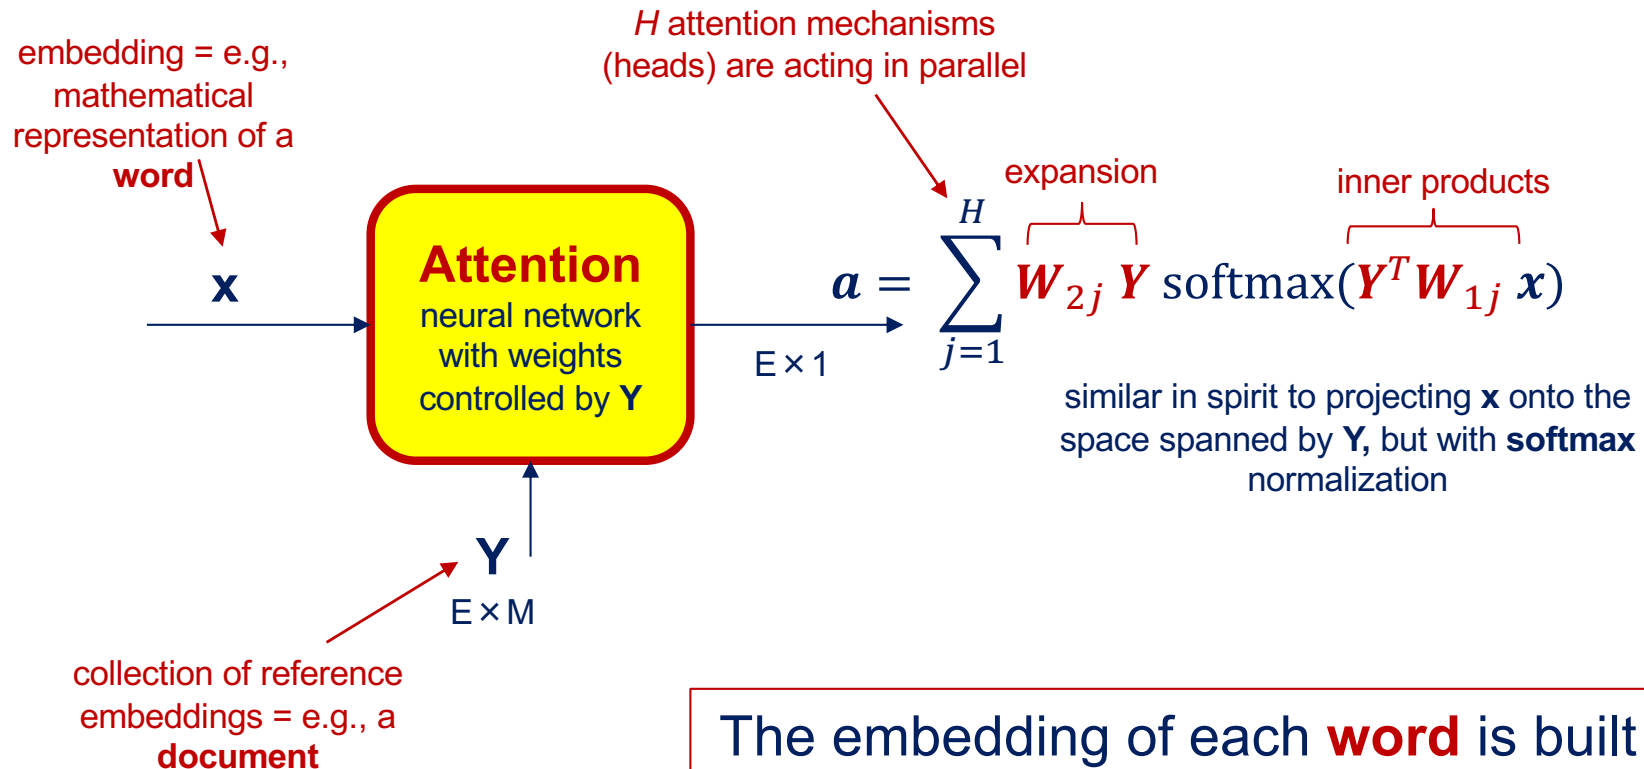 embedding = e.g.,
mathematical
representation of a
word
H attention mechanisms
(heads) are acting in parallel
expansion
inner products
x
Attention
neural network
with weights
controlled by Y
E × 1
a = ∑_{j=1}^{H} W_{2j} Y softmax(Y^T W_{1j} x)
similar in spirit to projecting x onto the
space spanned by Y, but with softmax
normalization
Y
E × M
collection of reference
embeddings = e.g., a
document
The embedding of each word is built